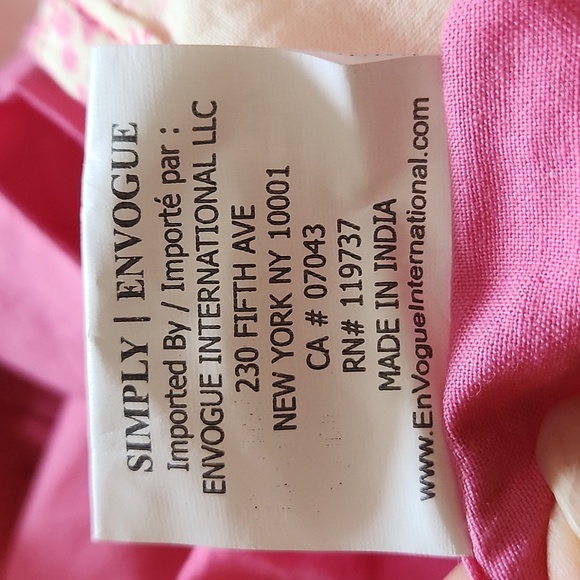 SIMPLY | ENVOGUE
Imported By / Importé par :
ENVOGUE INTERNATIONAL LLC
230 FIFTH AVE
NEW YORK NY 10001
CA # 07043
RN# 119737
MADE IN INDIA
www.EnVogueInternational.com